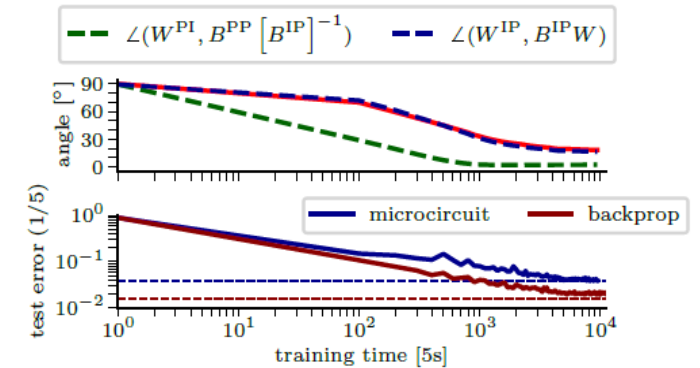 ∠(W^PI, B^PP [B^IP]^−1) ∠(W^IP, B^IP W)
angle [°]
90
60
30
0
microcircuit backprop
test error (1/5)
10^0
10^−1
10^−2
10^0 10^1 10^2 10^3 10^4
training time [5s]